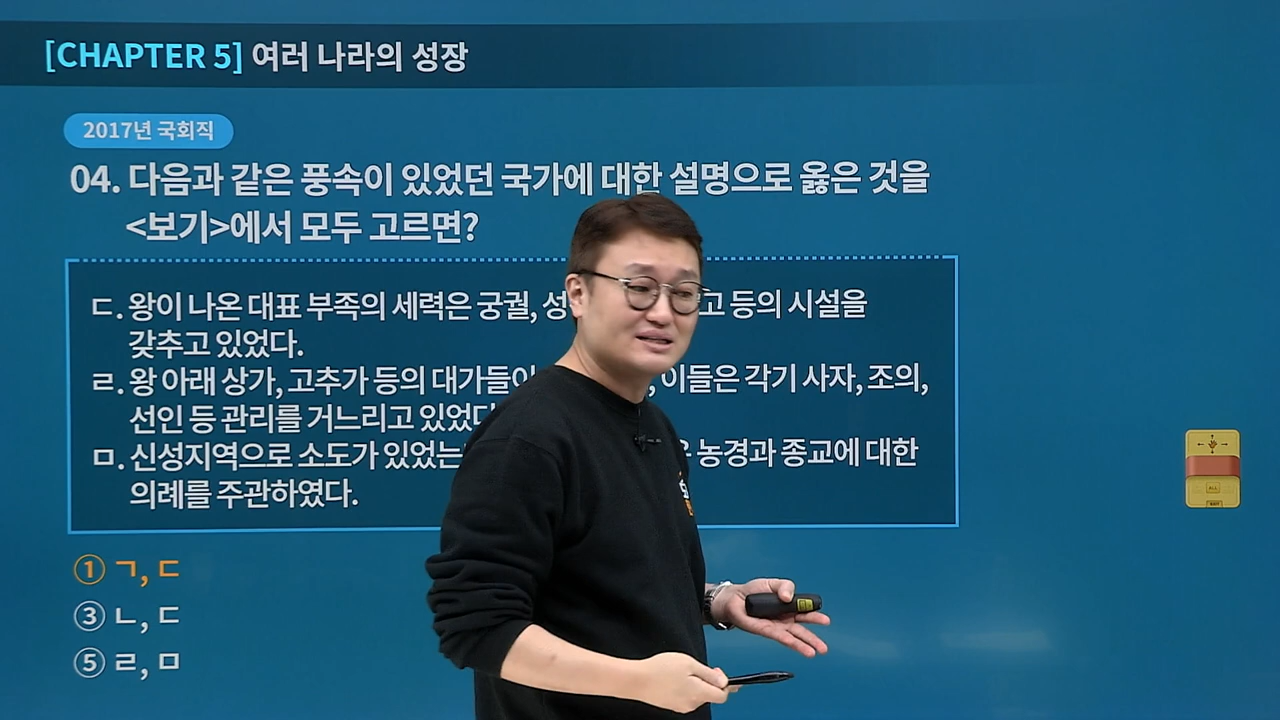 [CHAPTER 5] 여러 나라의 성장
2017년 국회직
04. 다음과 같은 풍속이 있었던 국가에 대한 설명으로 옳은 것을
<보기>에서 모두 고르면?
ㄷ. 왕이 나온 대표 부족의 세력은 궁궐, 성 고 등의 시설을
갖추고 있었다.
ㄹ. 왕 아래 상가, 고추가 등의 대가들이 , 이들은 각기 사자, 조의,
선인 등 관리를 거느리고 있었다
ㅁ. 신성지역으로 소도가 있었는 농경과 종교에 대한
의례를 주관하였다.
① ㄱ, ㄷ
③ ㄴ, ㄷ
⑤ ㄹ, ㅁ
ALL